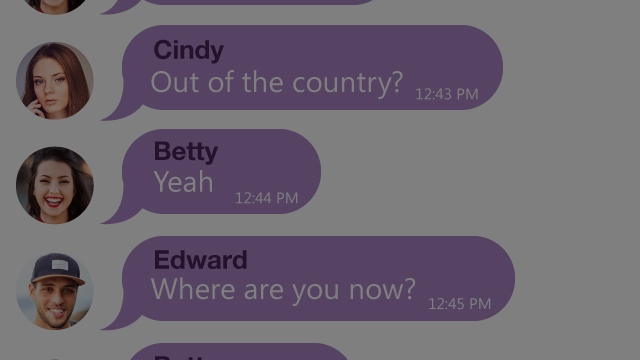 Cindy
Out of the country?
12:43 PM
Betty
Yeah
12:44 PM
Edward
Where are you now?
12:45 PM